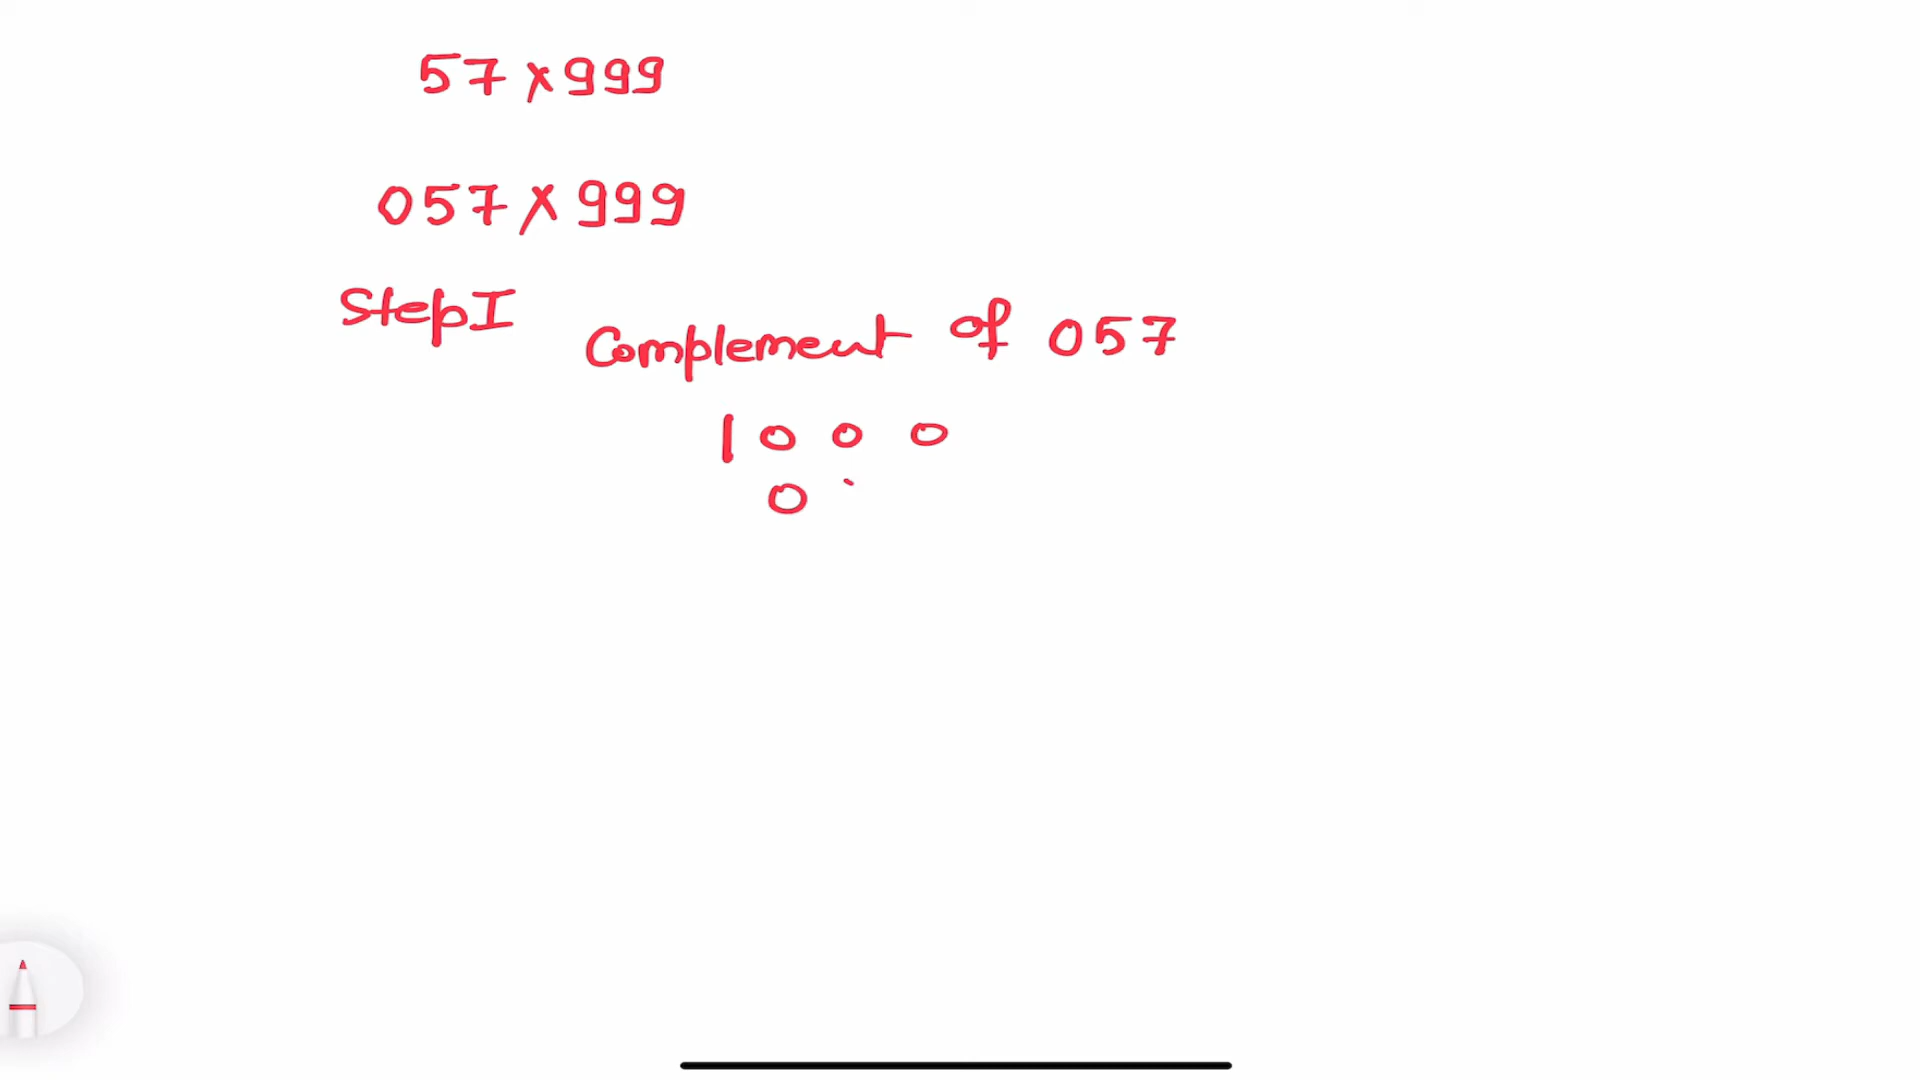 57 x 999
057 x 999
Step I
Complement of 057
1 0 0 0
0